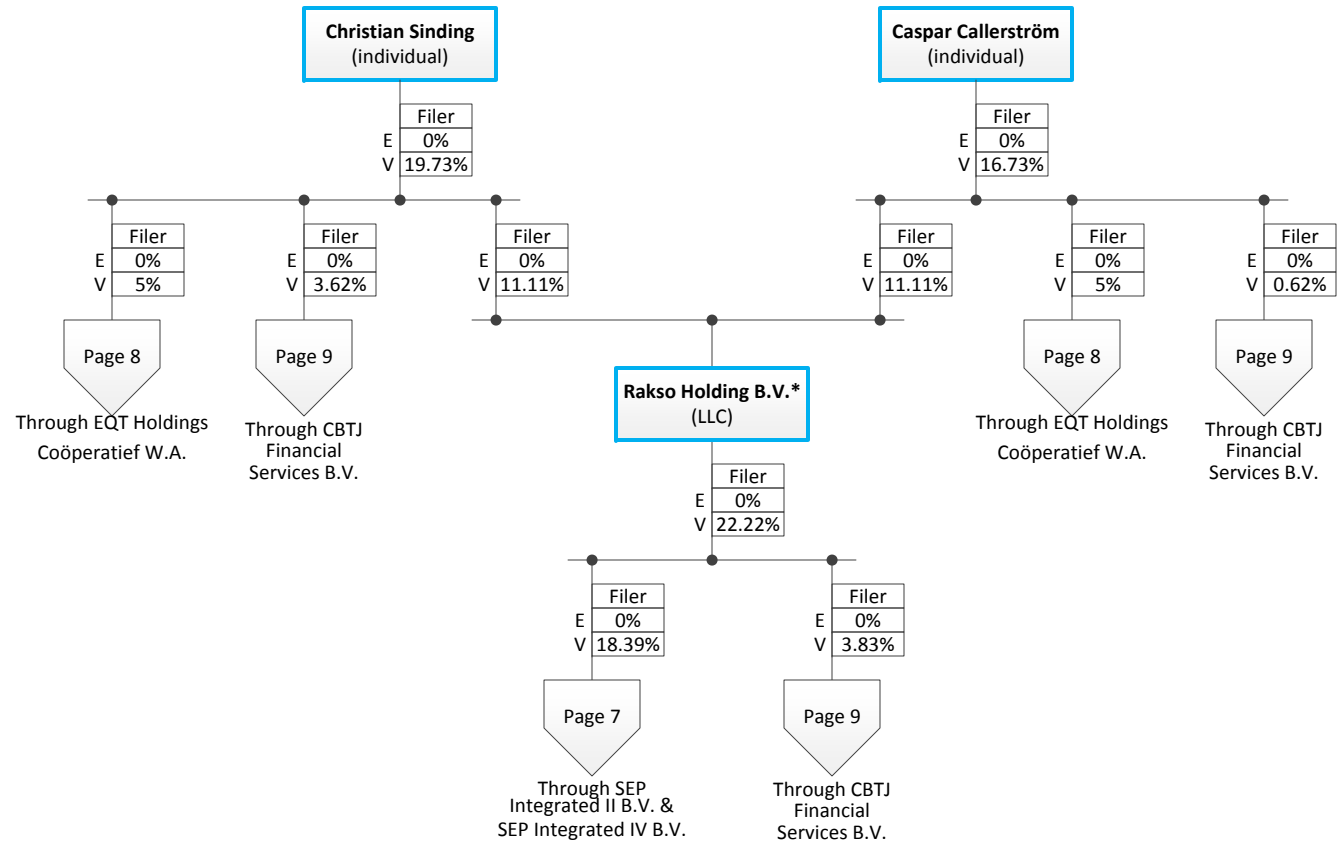 Christian Sinding
(individual)
Caspar Callerström
(individual)
Filer
E 0%
V 19.73%
Filer
E 0%
V 16.73%
Filer
E 0%
V 5%
Filer
E 0%
V 3.62%
Filer
E 0%
V 11.11%
Filer
E 0%
V 11.11%
Filer
E 0%
V 5%
Filer
E 0%
V 0.62%
Page 8
Through EQT Holdings
Coöperatief W.A.
Page 9
Through CBTJ
Financial
Services B.V.
Rakso Holding B.V.*
(LLC)
Page 8
Through EQT Holdings
Coöperatief W.A.
Page 9
Through CBTJ
Financial
Services B.V.
Filer
E 0%
V 22.22%
Filer
E 0%
V 18.39%
Filer
E 0%
V 3.83%
Page 7
Through SEP
Integrated II B.V. &
SEP Integrated IV B.V.
Page 9
Through CBTJ
Financial
Services B.V.